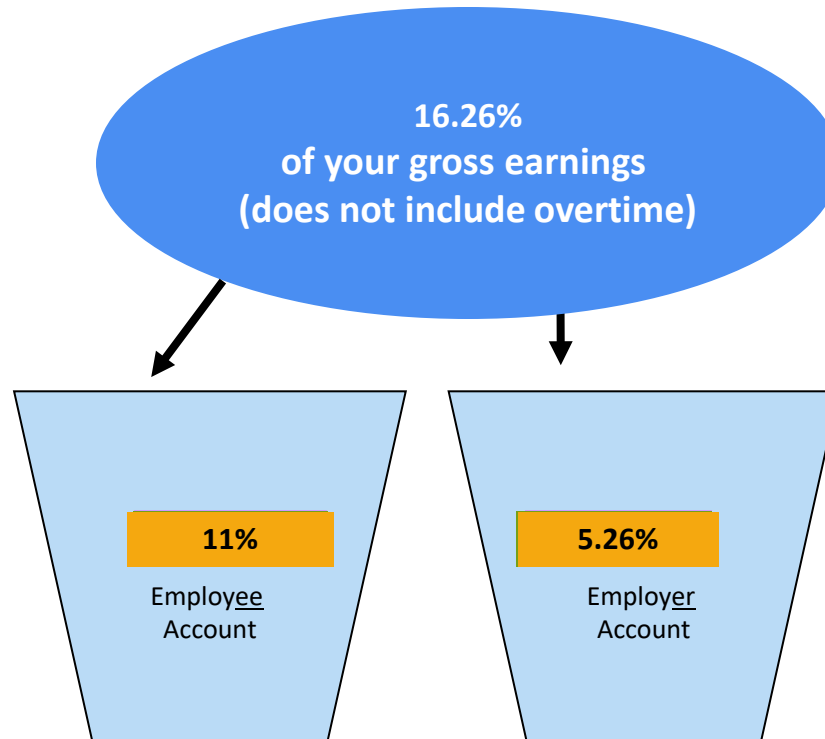 16.26%
of your gross earnings
(does not include overtime)
11%
5.26%
Employee
Account
Employer
Account